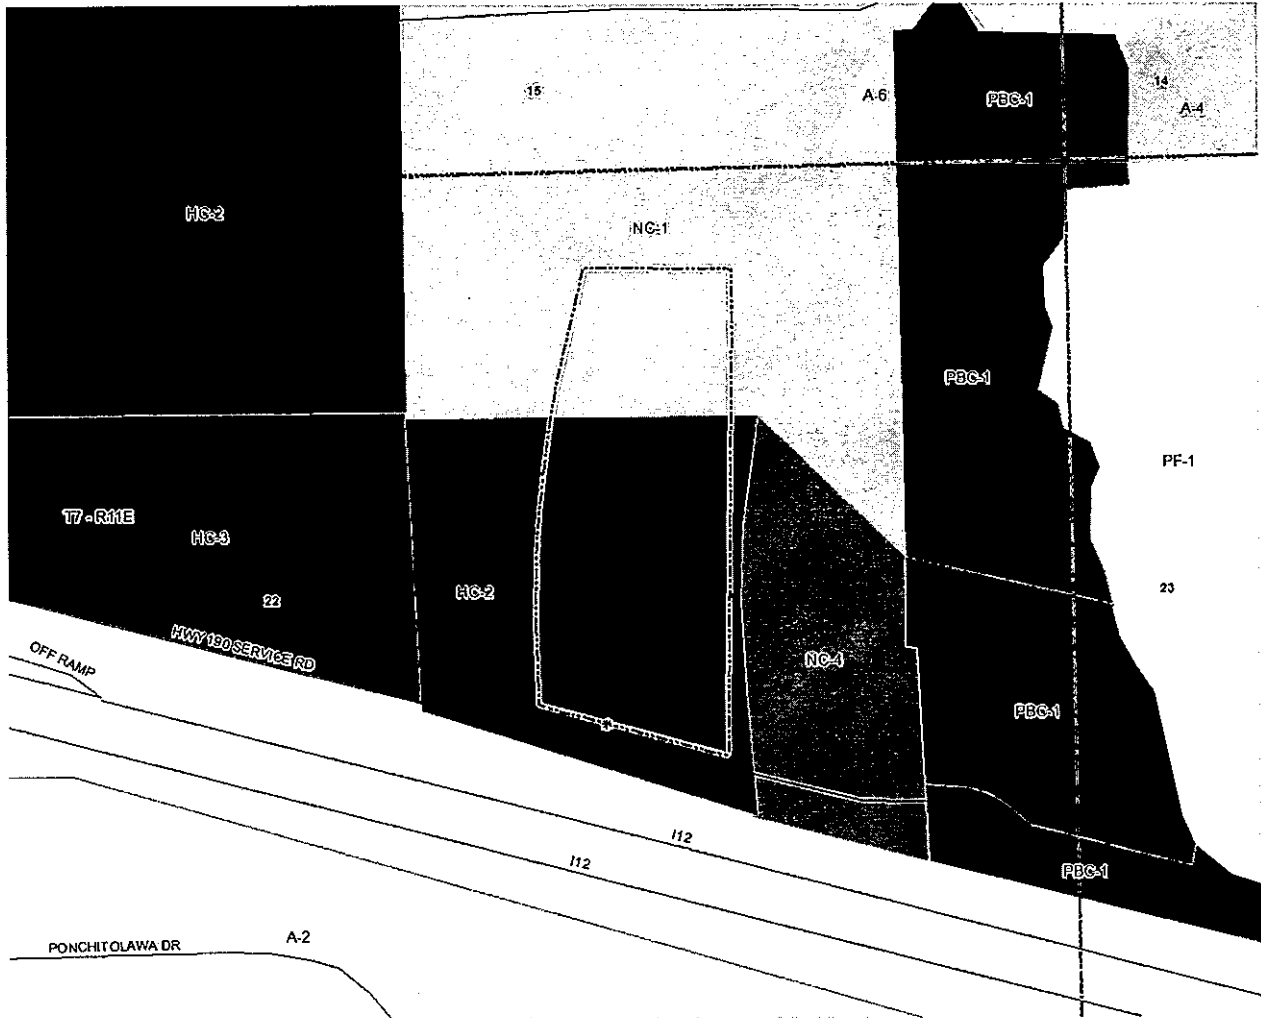 15
A-6
PBC-1
14
A-4
HC-2
NC-1
PBC-1
PF-1
T7 - R11E
HC-3
22
HC-2
23
HWY 190 SERVICE RD
OFF RAMP
NC-4
PBC-1
I12
I12
PBC-1
A-2
PONCHITOLAWA DR